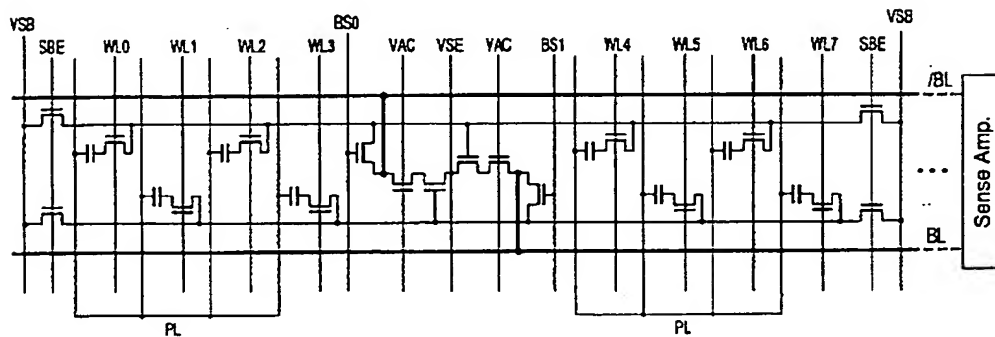 VSB SBE WL0 WL1 WL2 WL3 BS0 VAC VSE VAC BS1 WL4 WL5 WL6 WL7 SBE VSB
/BL
Sense Amp.
...
BL
PL PL